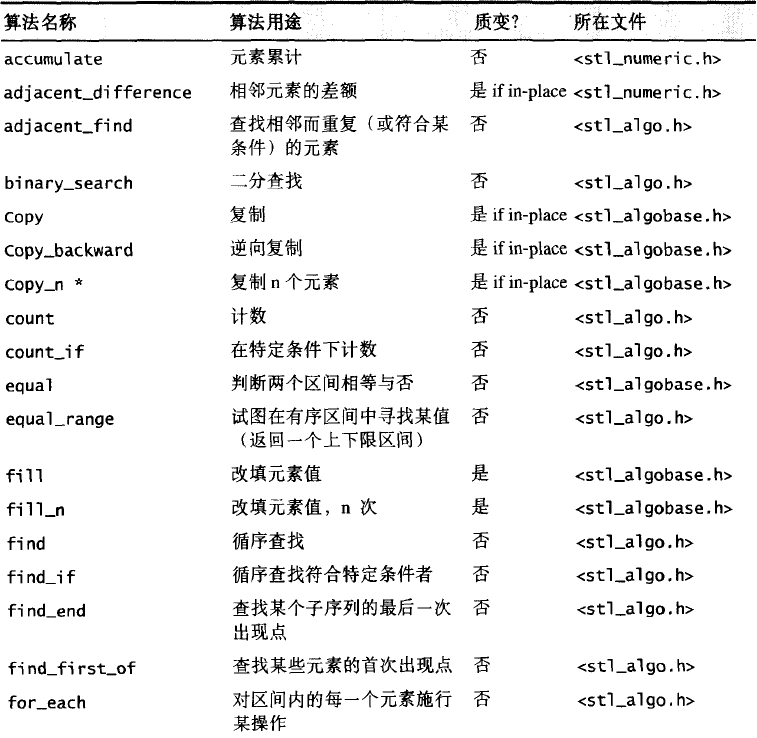 算法名称 算法用途 质变? 所在文件
accumulate 元素累计 否 <stl_numeric.h>
adjacent_difference 相邻元素的差额 是 if in-place <stl_numeric.h>
adjacent_find 查找相邻而重复（或符合某 否 <stl_algo.h>
条件）的元素
binary_search 二分查找 否 <stl_algo.h>
Copy 复制 是 if in-place <stl_algobase.h>
Copy_backward 逆向复制 是 if in-place <stl_algobase.h>
Copy_n * 复制 n 个元素 是 if in-place <stl_algobase.h>
count 计数 否 <stl_algo.h>
count_if 在特定条件下计数 否 <stl_algo.h>
equal 判断两个区间相等与否 否 <stl_algobase.h>
equal_range 试图在有序区间中寻找某值 否 <stl_algo.h>
（返回一个上下限区间）
fill 改填元素值 是 <stl_algobase.h>
fill_n 改填元素值，n 次 是 <stl_algobase.h>
find 循序查找 否 <stl_algo.h>
find_if 循序查找符合特定条件者 否 <stl_algo.h>
find_end 查找某个子序列的最后一次 否 <stl_algo.h>
出现点
find_first_of 查找某些元素的首次出现点 否 <stl_algo.h>
for_each 对区间内的每一个元素施行 否 <stl_algo.h>
某操作